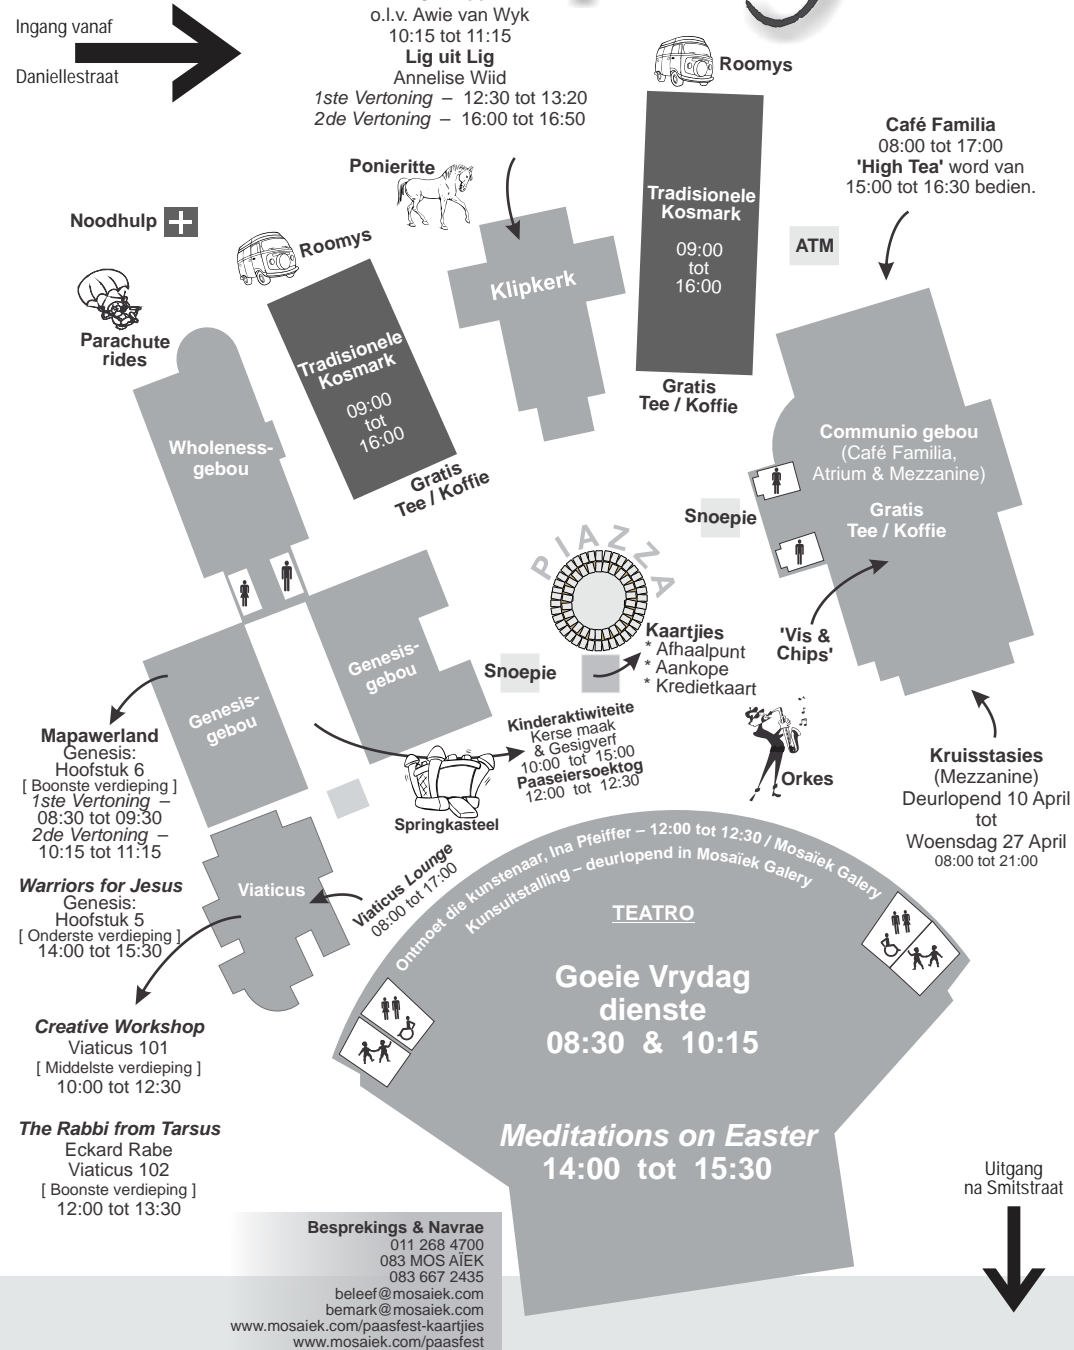 Ingang vanaf
Daniellestraat
o.l.v. Awie van Wyk
10:15 tot 11:15
Lig uit Lig
Annelise Wiid
1ste Vertoning – 12:30 tot 13:20
2de Vertoning – 16:00 tot 16:50
Roomys
Café Familia
08:00 tot 17:00
'High Tea' word van
15:00 tot 16:30 bedien.
Ponieritte
Noodhulp
Roomys
Tradisionele
Kosmark
09:00
tot
16:00
ATM
Klipkerk
Parachute
rides
Tradisionele
Kosmark
09:00
tot
16:00
Gratis
Tee / Koffie
Wholeness-
gebou
Gratis
Tee / Koffie
Communio gebou
(Café Familia,
Atrium & Mezzanine)
Gratis
Tee / Koffie
Snoepie
PIAZZA
Kaartjies
* Afhaalpunt
* Aankope
* Kredietkaart
'Vis &
Chips'
Genesis-
gebou
Snoepie
Genesis-
gebou
Kinderaktiwiteite
Kerse maak
& Gesigverf
10:00 tot 15:00
Paaseiersoektog
12:00 tot 12:30
Mapawerland
Genesis:
Hoofstuk 6
[ Boonste verdieping ]
1ste Vertoning –
08:30 tot 09:30
2de Vertoning –
10:15 tot 11:15
Springkasteel
Orkes
Kruisstasies
(Mezzanine)
Deurlopend 10 April
tot
Woensdag 27 April
08:00 tot 21:00
Warriors for Jesus
Genesis:
Hoofstuk 5
[ Onderste verdieping ]
14:00 tot 15:30
Viaticus
Viaticus Lounge
08:00 tot 17:00
Ontmoet die kunstenaar, Ina Pfeiffer – 12:00 tot 12:30 / Mosaïek Galery
Kunsuitstalling – deurlopend in Mosaïek Galery
TEATRO
Goeie Vrydag
dienste
08:30 & 10:15
Creative Workshop
Viaticus 101
[ Middelste verdieping ]
10:00 tot 12:30
The Rabbi from Tarsus
Eckard Rabe
Viaticus 102
[ Boonste verdieping ]
12:00 tot 13:30
Meditations on Easter
14:00 tot 15:30
Uitgang
na Smitstraat
Besprekings & Navrae
011 268 4700
083 MOS AÏEK
083 667 2435
beleef@mosaiek.com
bemark@mosaiek.com
www.mosaiek.com/paasfest-kaartjies
www.mosaiek.com/paasfest